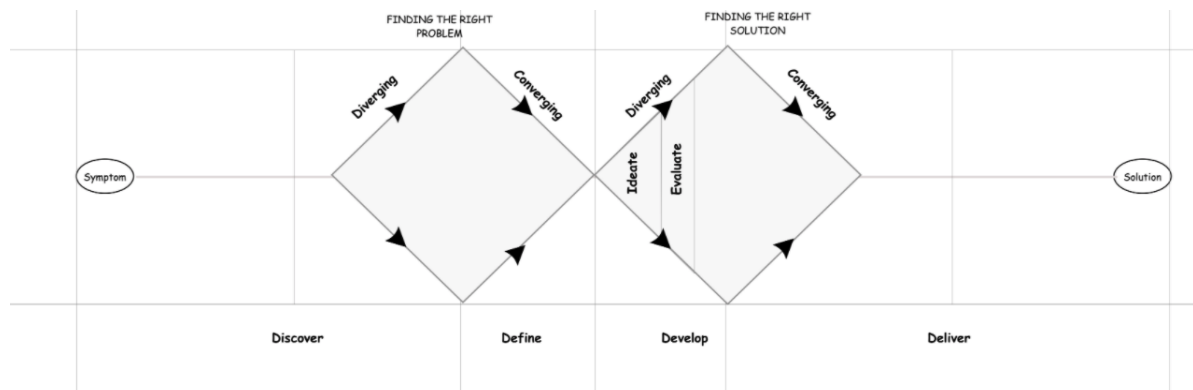 FINDING THE RIGHT
PROBLEM
FINDING THE RIGHT
SOLUTION
Diverging
Converging
Diverging
Converging
Symptom
Ideate
Evaluate
Solution
Discover
Define
Develop
Deliver